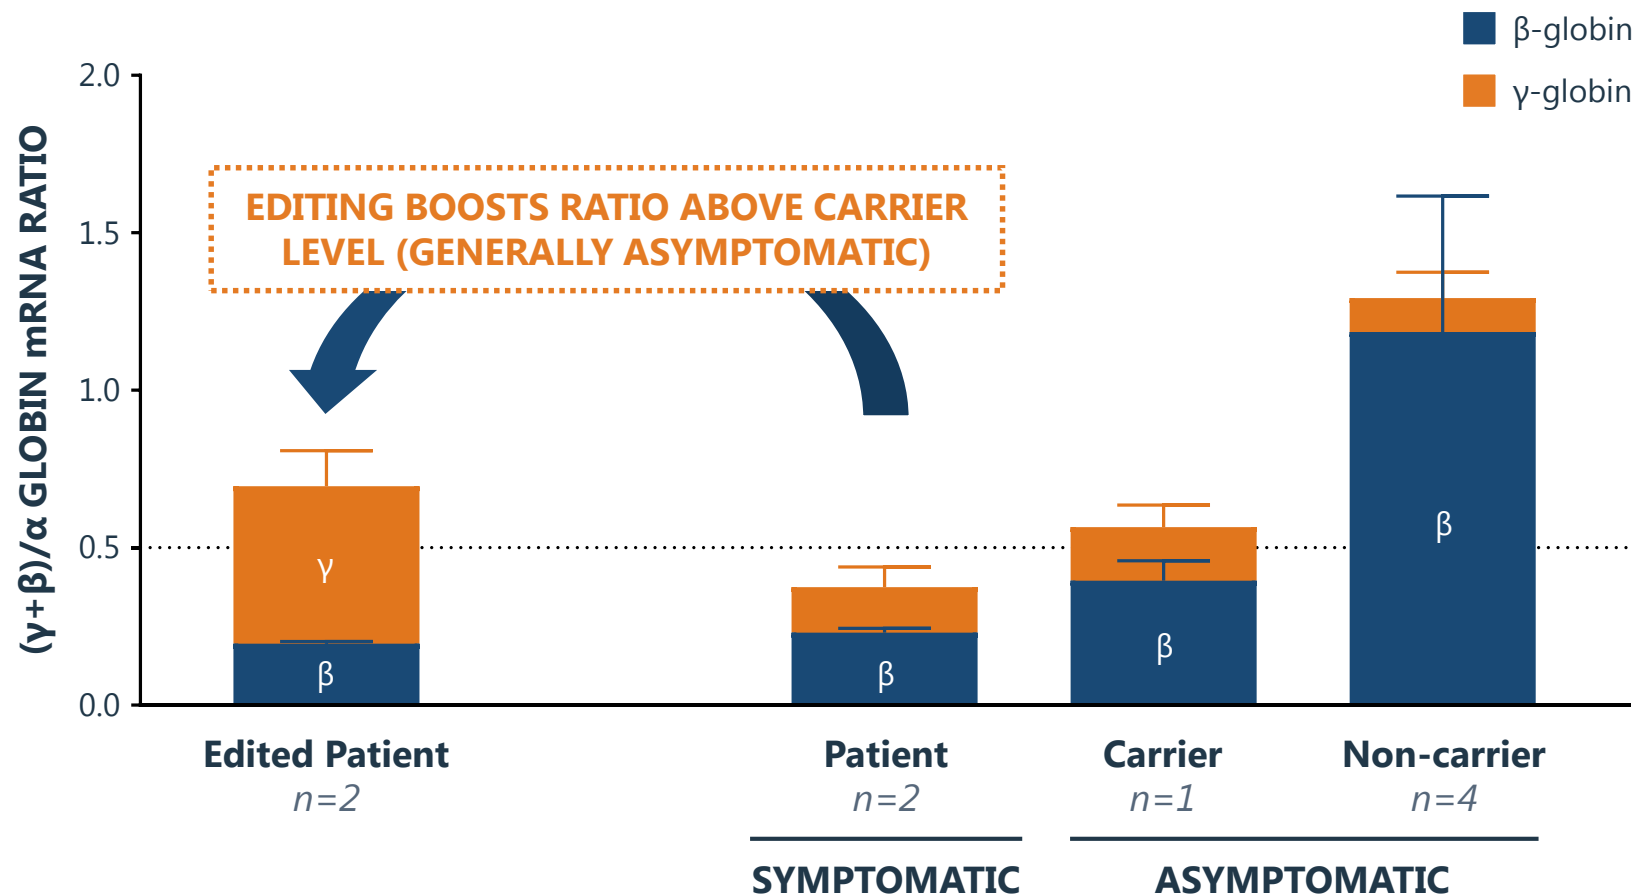 β-globin
γ-globin
(γ+β)/α GLOBIN mRNA RATIO
2.0
1.5
1.0
0.5
0.0
EDITING BOOSTS RATIO ABOVE CARRIER
LEVEL (GENERALLY ASYMPTOMATIC)
γ
β
β
β
β
Edited Patient
n=2
Patient
n=2
Carrier
n=1
Non-carrier
n=4
SYMPTOMATIC
ASYMPTOMATIC